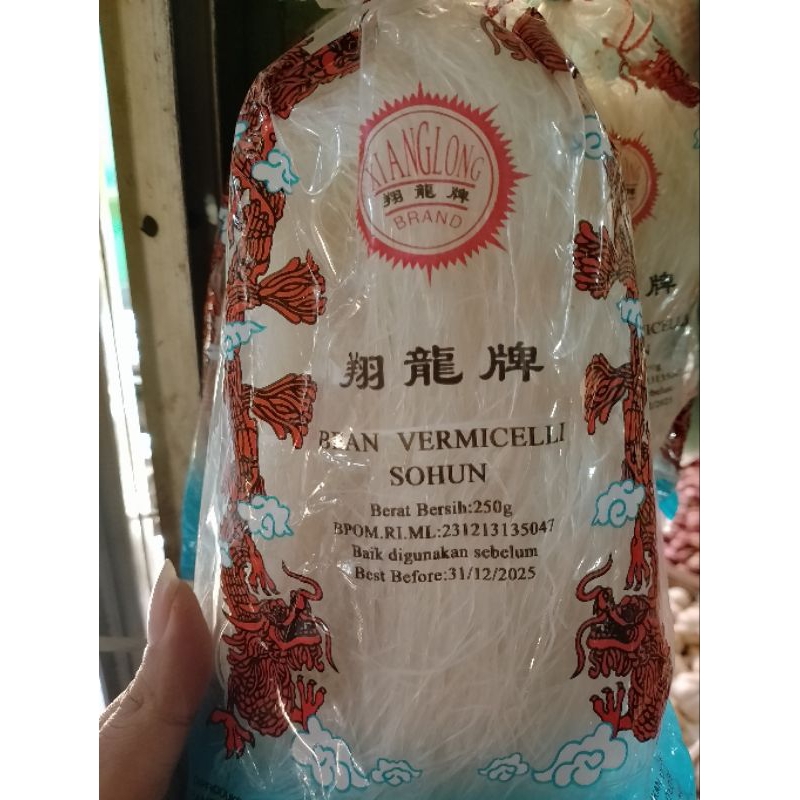 XIANGLONG
翔龍牌
BRAND
翔龍牌
BEAN VERMICELLI
SOHUN
Berat Bersih:250g
BPOM.RI.ML:231213135047
Baik digunakan sebelum
Best Before:31/12/2025
牌